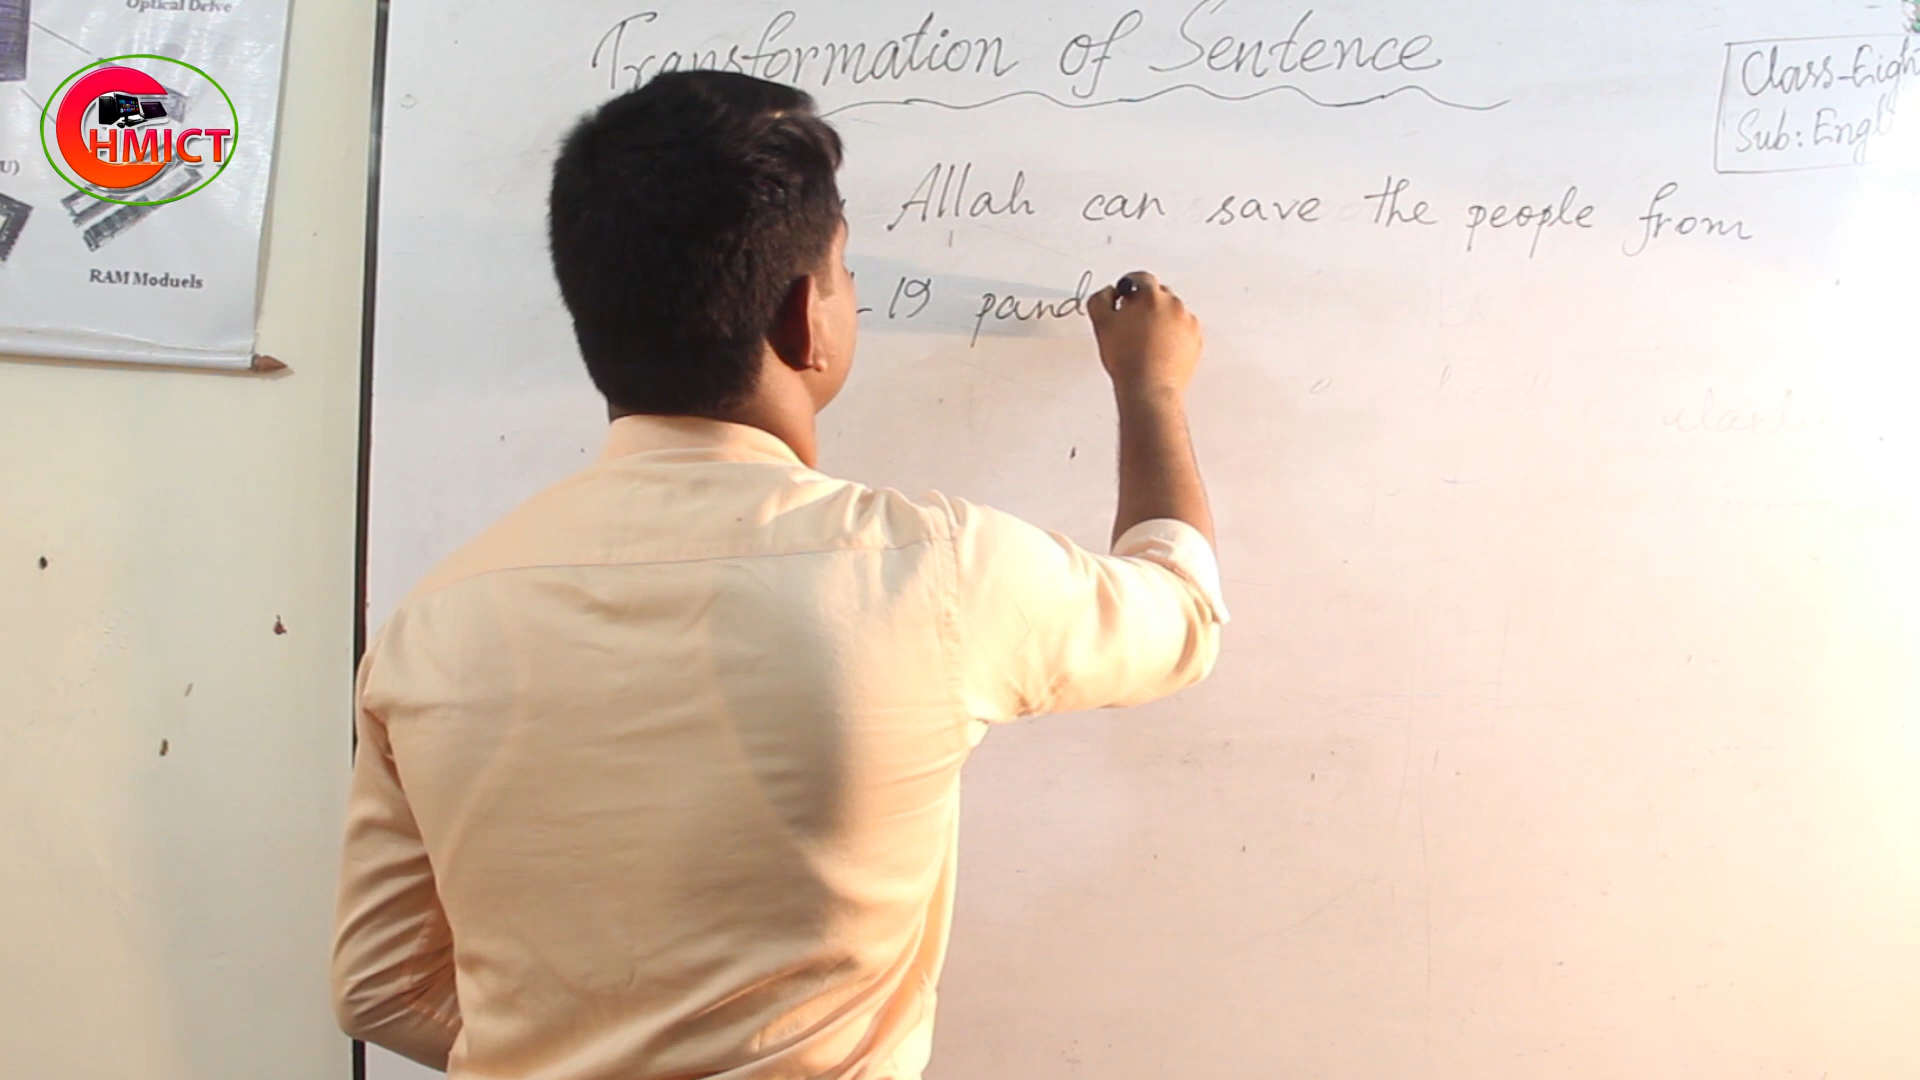 Optical Drive
HMICT
U)
RAM Moduels
Transformation of Sentence
Class-Eigh
Sub: Engl
Allah can save the people from
-19 pand